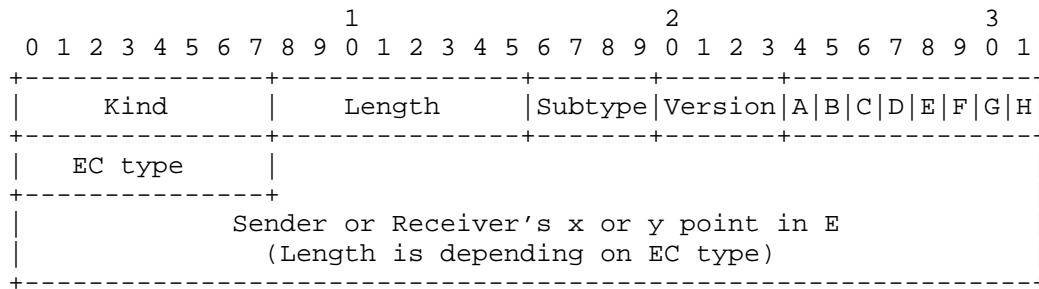 1                   2                   3
 0 1 2 3 4 5 6 7 8 9 0 1 2 3 4 5 6 7 8 9 0 1 2 3 4 5 6 7 8 9 0 1
+---------------+---------------+-------+-------+----------------
|     Kind      |    Length     |Subtype|Version|A|B|C|D|E|F|G|H|
+---------------+---------------+-------+-------+----------------
|   EC type     |                                               |
+---------------+
|             Sender or Receiver’s x or y point in E            |
|               (Length is depending on EC type)                |
+----------------------------------------------------------------